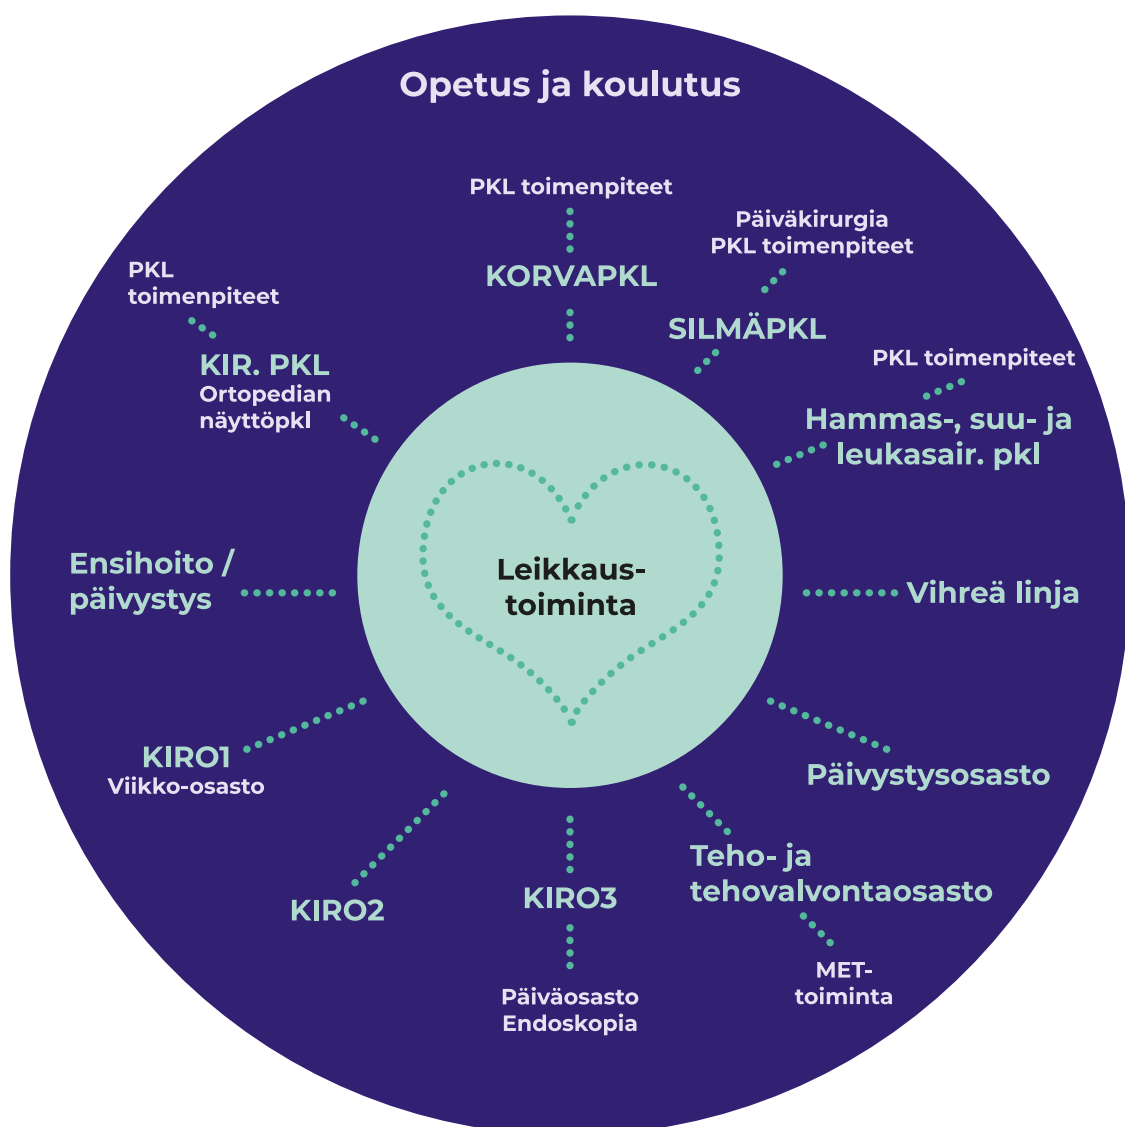 Opetus ja koulutus
PKL toimenpiteet
KORVAPKL
Päiväkirurgia
PKL toimenpiteet
SILMÄPKL
PKL toimenpiteet
Hammas-, suu- ja
leukasair. pkl
PKL
toimenpiteet
KIR. PKL
Ortopedian
näyttöpkl
Leikkaus-
toiminta
Ensihoito /
päivystys
Vihreä linja
KIRO1
Viikko-osasto
Päivystysosasto
KIRO2
KIRO3
Päiväosasto
Endoskopia
Teho- ja
tehovalvontaosasto
MET-
toiminta